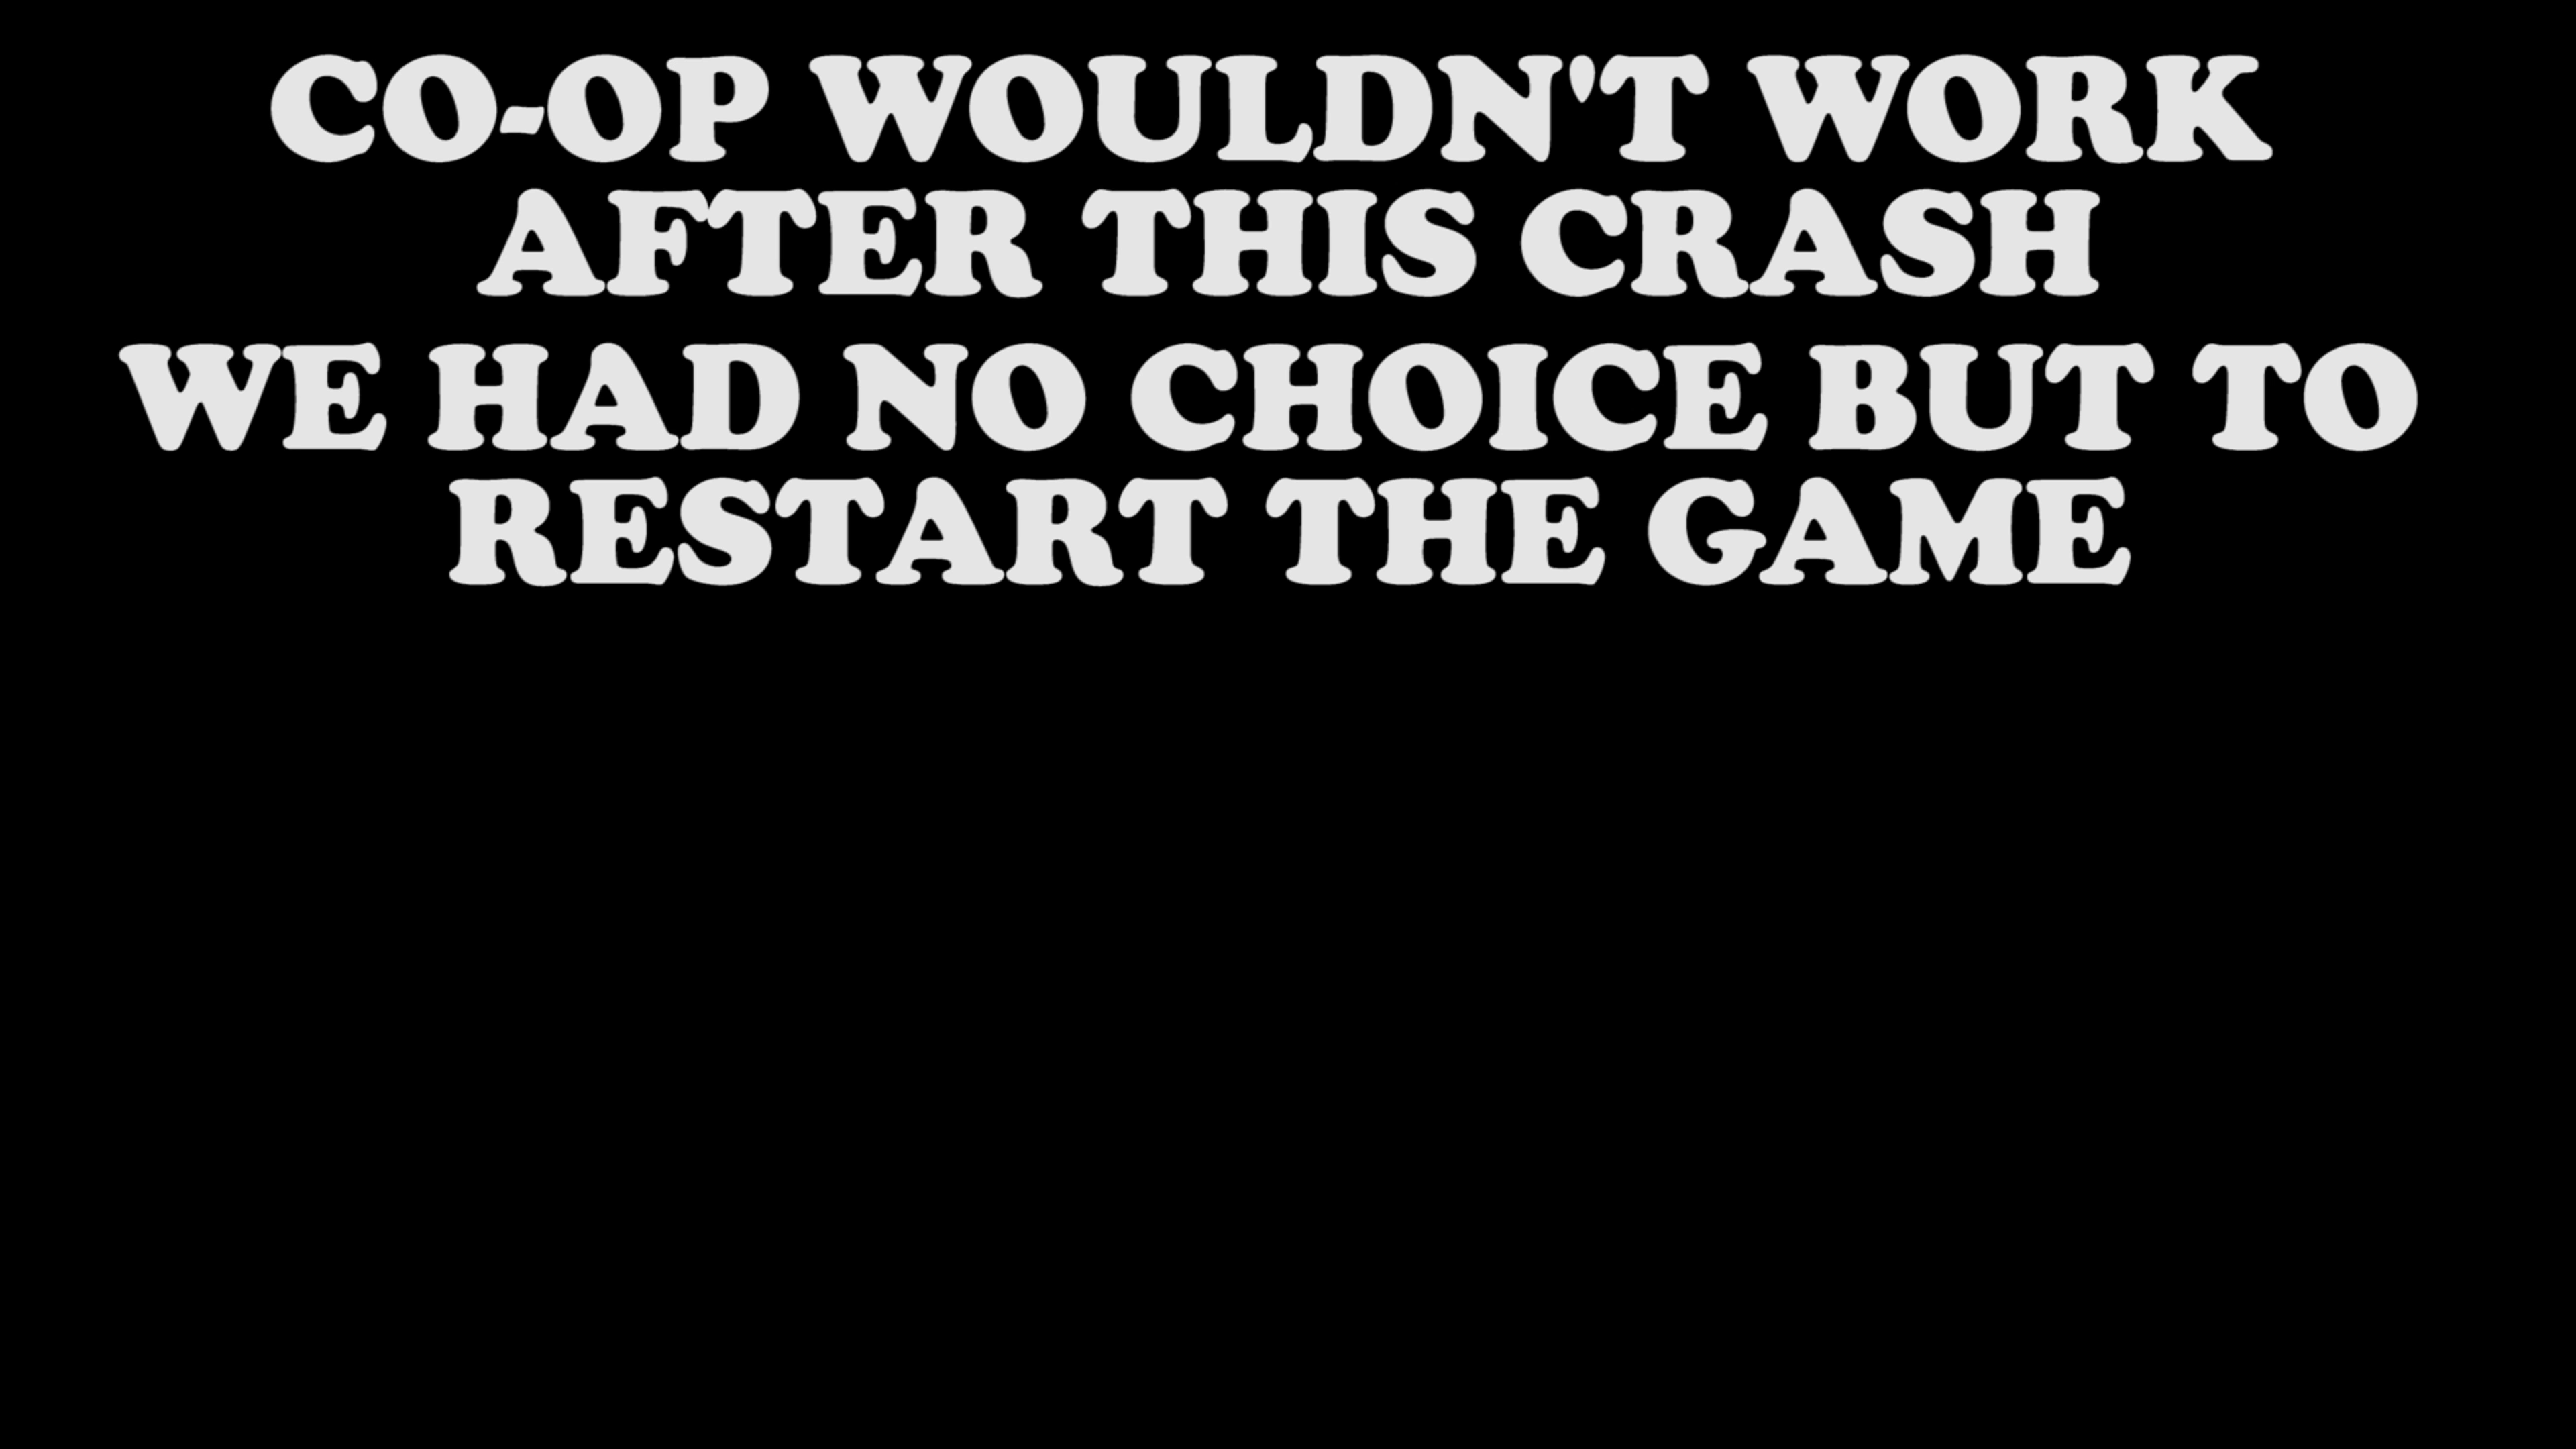 CO-OP WOULDN'T WORK
AFTER THIS CRASH
WE HAD NO CHOICE BUT TO
RESTART THE GAME